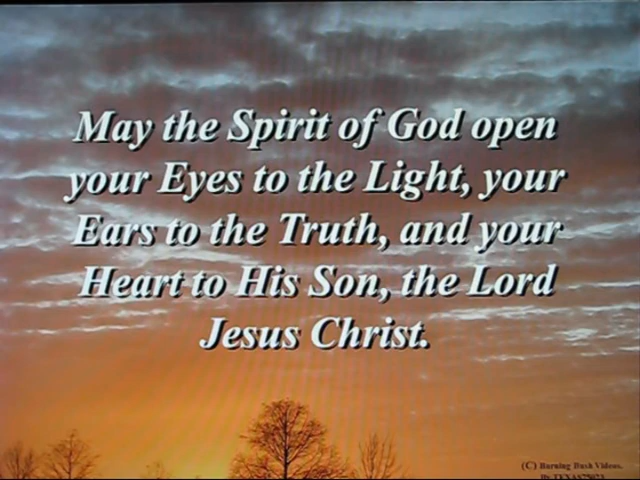 May the Spirit of God open
your Eyes to the Light, your
Ears to the Truth, and your
Heart to His Son, the Lord
Jesus Christ.
(C) Burning Bush Videos.